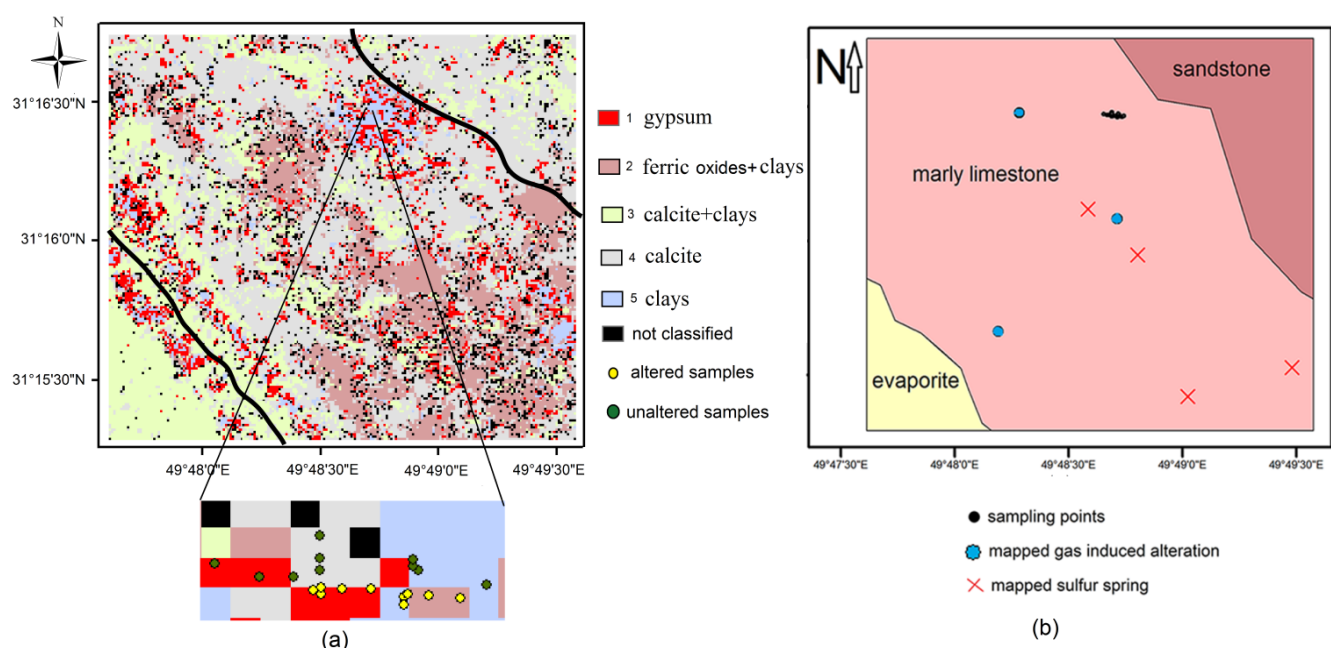 N
31°16'30"N
31°16'0"N
31°15'30"N
49°48'0"E
49°48'30"E
49°49'0"E
49°49'30"E
1 gypsum
2 ferric oxides+clays
3 calcite+clays
4 calcite
5 clays
not classified
altered samples
unaltered samples
(a)
N
sandstone
marly limestone
evaporite
49°47'30"E
49°48'0"E
49°48'30"E
49°49'0"E
49°49'30"E
sampling points
mapped gas induced alteration
mapped sulfur spring
(b)